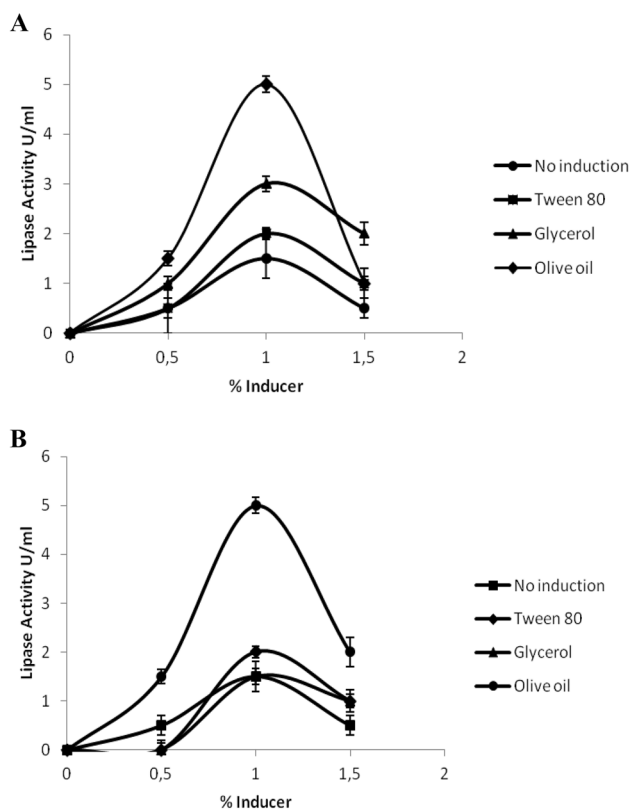 A
Lipase Activity U/ml
6
5
4
3
2
1
0
0
0,5
1
1,5
2
% Inducer
No induction
Tween 80
Glycerol
Olive oil
B
Lipase Activity U/ml
6
5
4
3
2
1
0
0
0,5
1
1,5
2
% Inducer
No induction
Tween 80
Glycerol
Olive oil